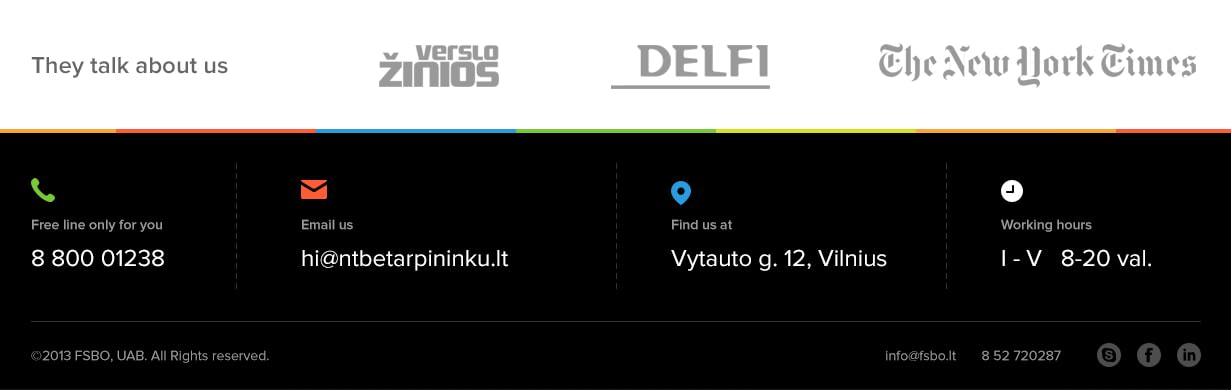 They talk about us
VERSLO
ŽINIOS
DELFI
The New York Times
Free line only for you
8 800 01238
Email us
hi@ntbetarpininku.lt
Find us at
Vytauto g. 12, Vilnius
Working hours
I - V 8-20 val.
©2013 FSBO, UAB. All Rights reserved.
info@fsbo.lt 8 52 720287